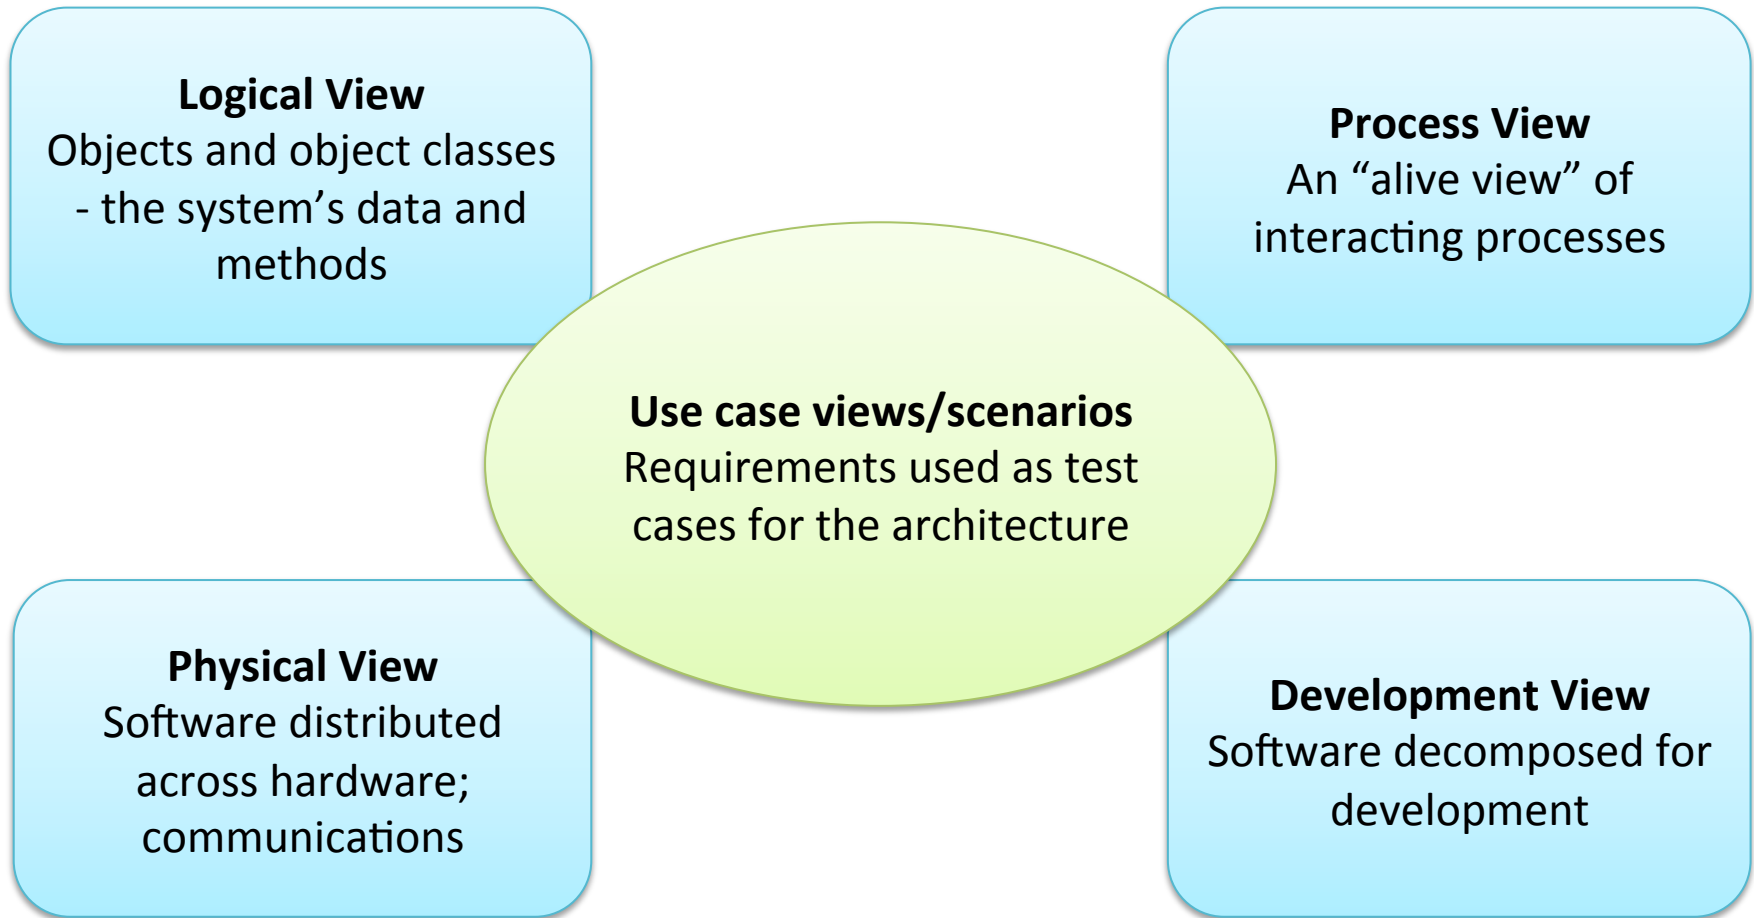 Logical View
Objects and object classes
- the system’s data and
methods
Process View
An “alive view” of
interacting processes
Use case views/scenarios
Requirements used as test
cases for the architecture
Physical View
Software distributed
across hardware;
communications
Development View
Software decomposed for
development